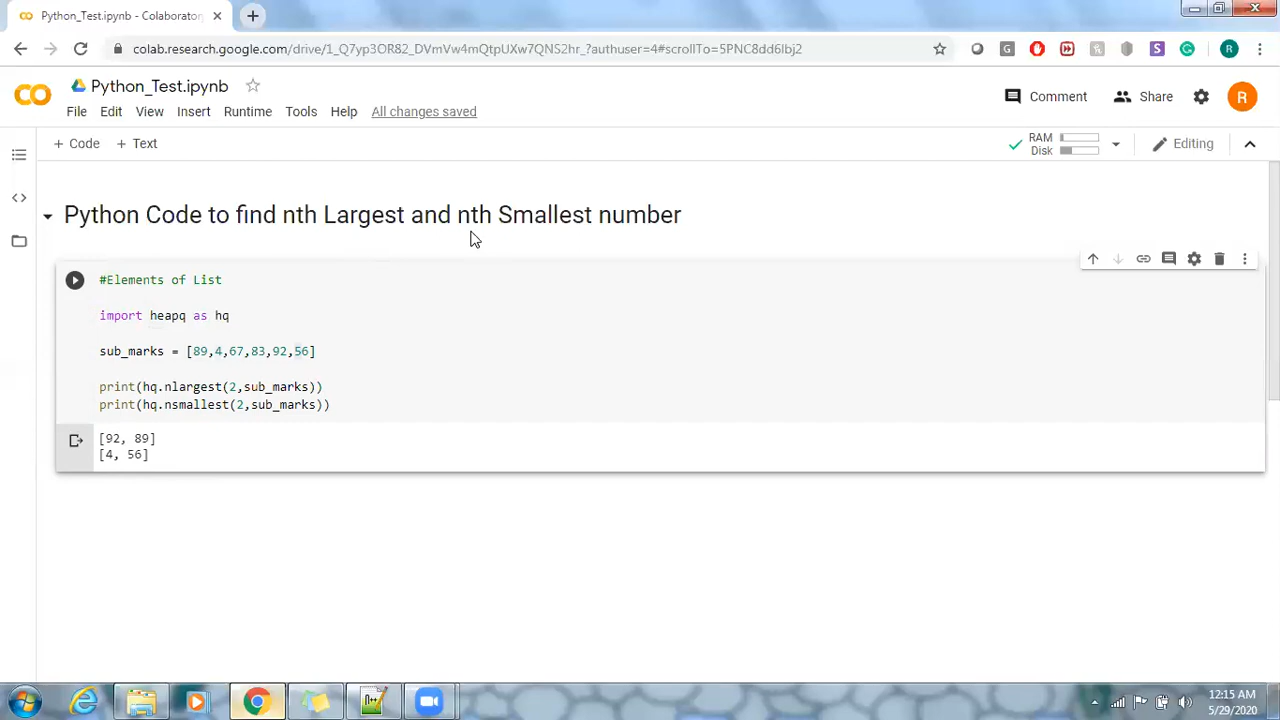 Python_Test.ipynb - Colaborator
colab.research.google.com/drive/1_Q7yp3OR82_DVmVw4mQtpUXw7QNS2hr_?authuser=4#scrollTo=5PNC8dd6lbj2
G
S
G
R
CO
Python_Test.ipynb
Comment
Share
R
File Edit View Insert Runtime Tools Help All changes saved
+ Code + Text
RAM
Disk
Editing
Python Code to find nth Largest and nth Smallest number
#Elements of List
import heapq as hq
sub_marks = [89,4,67,83,92,56]
print(hq.nlargest(2,sub_marks))
print(hq.nsmallest(2,sub_marks))
[92, 89]
[4, 56]
12:15 AM
5/29/2020